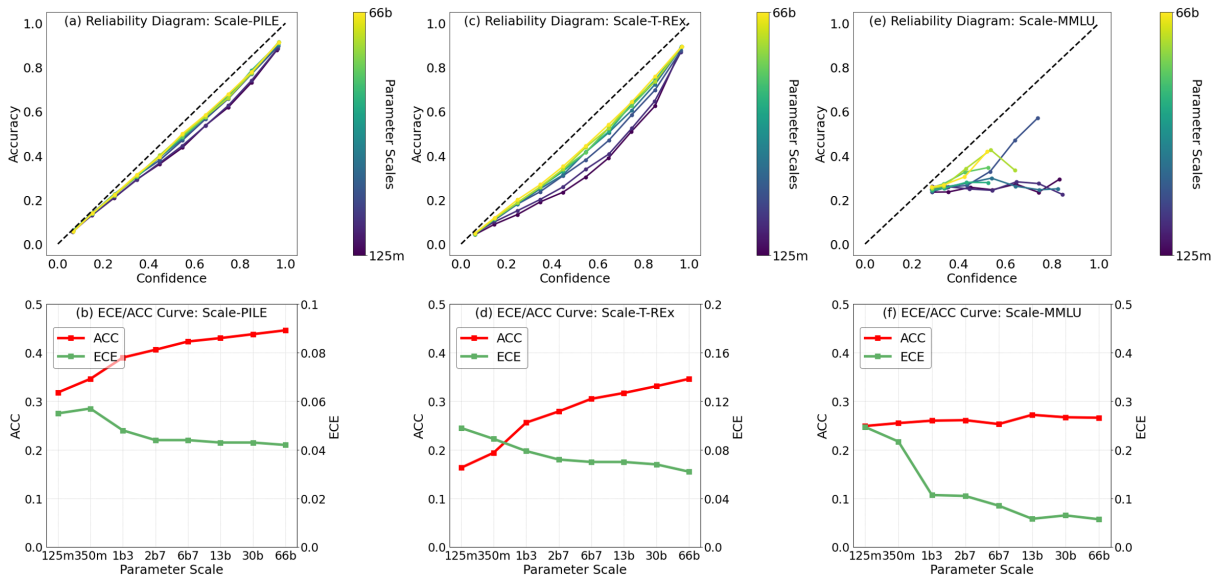 (a) Reliability Diagram: Scale-PILE
1.0
0.8
0.6
0.4
0.2
0.0
Accuracy
0.0 0.2 0.4 0.6 0.8 1.0
Confidence
66b
Parameter Scales
125m
(c) Reliability Diagram: Scale-T-REx
1.0
0.8
0.6
0.4
0.2
0.0
Accuracy
0.0 0.2 0.4 0.6 0.8 1.0
Confidence
66b
Parameter Scales
125m
(e) Reliability Diagram: Scale-MMLU
1.0
0.8
0.6
0.4
0.2
0.0
Accuracy
0.0 0.2 0.4 0.6 0.8 1.0
Confidence
66b
Parameter Scales
125m
(b) ECE/ACC Curve: Scale-PILE
ACC
ECE
0.5
0.4
0.3
0.2
0.1
0.0
ACC
0.1
0.08
0.06
0.04
0.02
0.0
ECE
125m 350m 1b3 2b7 6b7 13b 30b 66b
Parameter Scale
(d) ECE/ACC Curve: Scale-T-REx
ACC
ECE
0.5
0.4
0.3
0.2
0.1
0.0
ACC
0.2
0.16
0.12
0.08
0.04
0.0
ECE
125m 350m 1b3 2b7 6b7 13b 30b 66b
Parameter Scale
(f) ECE/ACC Curve: Scale-MMLU
ACC
ECE
0.5
0.4
0.3
0.2
0.1
0.0
ACC
0.5
0.4
0.3
0.2
0.1
0.0
ECE
125m 350m 1b3 2b7 6b7 13b 30b 66b
Parameter Scale